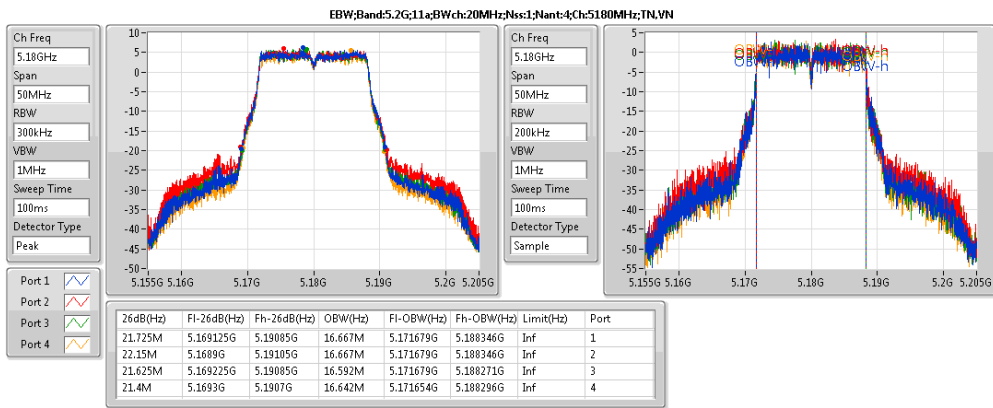 EBW;Band:5.2G;11a;BWch:20MHz;Nss:1;Nant:4;Ch:5180MHz;TN,VN
Ch Freq
5.18GHz
Span
50MHz
RBW
300kHz
VBW
1MHz
Sweep Time
100ms
Detector Type
Peak
10
5
0
-5
-10
-15
-20
-25
-30
-35
-40
-45
-50
5.155G 5.16G 5.17G 5.18G 5.19G 5.2G 5.205G
Ch Freq
5.18GHz
Span
50MHz
RBW
200kHz
VBW
1MHz
Sweep Time
100ms
Detector Type
Sample
5
0
-5
-10
-15
-20
-25
-30
-35
-40
-45
-50
-55
5.155G 5.16G 5.17G 5.18G 5.19G 5.2G 5.205G
Port 1
Port 2
Port 3
Port 4
26dB(Hz) Fl-26dB(Hz) Fh-26dB(Hz) OBW(Hz) Fl-OBW(Hz) Fh-OBW(Hz) Limit(Hz) Port
21.725M 5.169125G 5.19085G 16.667M 5.171679G 5.188346G Inf 1
22.15M 5.1689G 5.19105G 16.667M 5.171679G 5.188346G Inf 2
21.625M 5.169225G 5.19085G 16.592M 5.171679G 5.188271G Inf 3
21.4M 5.1693G 5.1907G 16.642M 5.171654G 5.188296G Inf 4